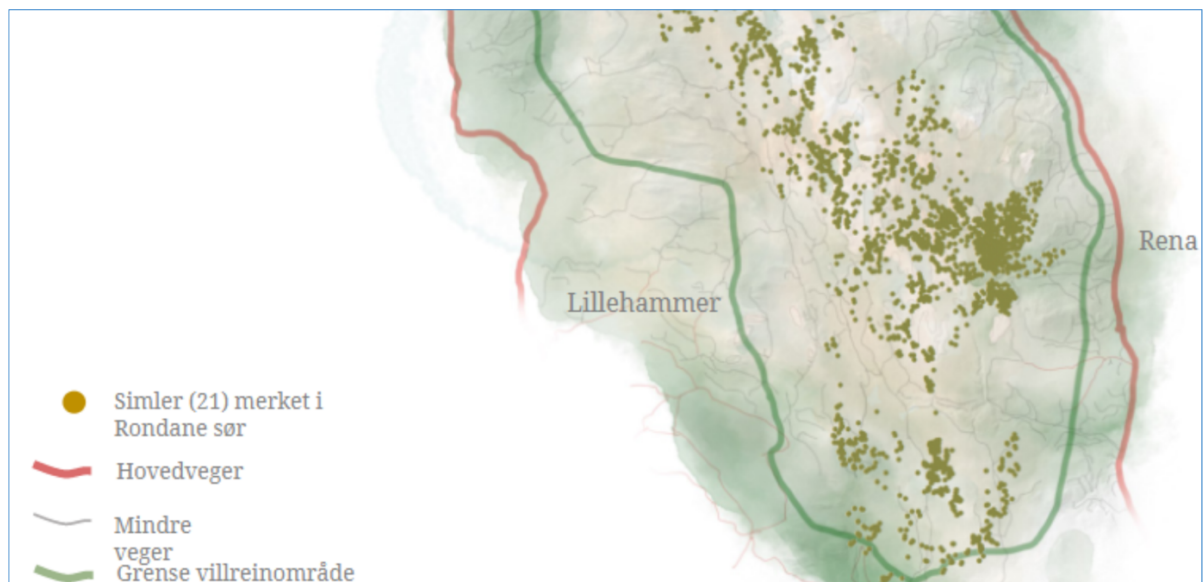 Rena
Lillehammer
Simler (21) merket i
Rondane sør
Hovedveger
Mindre
veger
Grense villreinområde